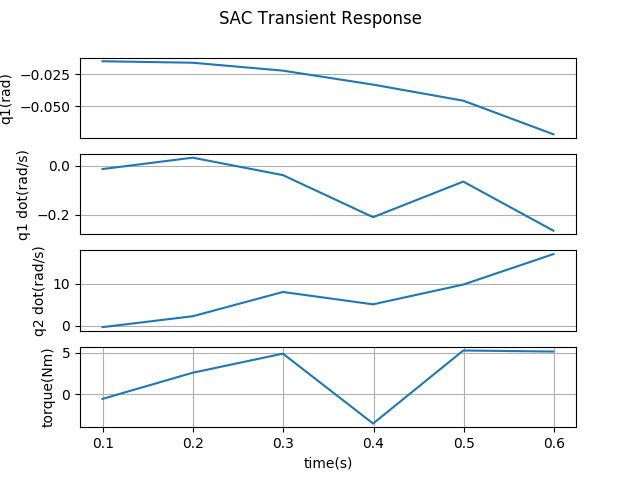 SAC Transient Response
q1(rad)
−0.025
−0.050
q1 dot(rad/s)
0.0
−0.2
q2 dot(rad/s)
10
0
torque(Nm)
5
0
0.1 0.2 0.3 0.4 0.5 0.6
time(s)